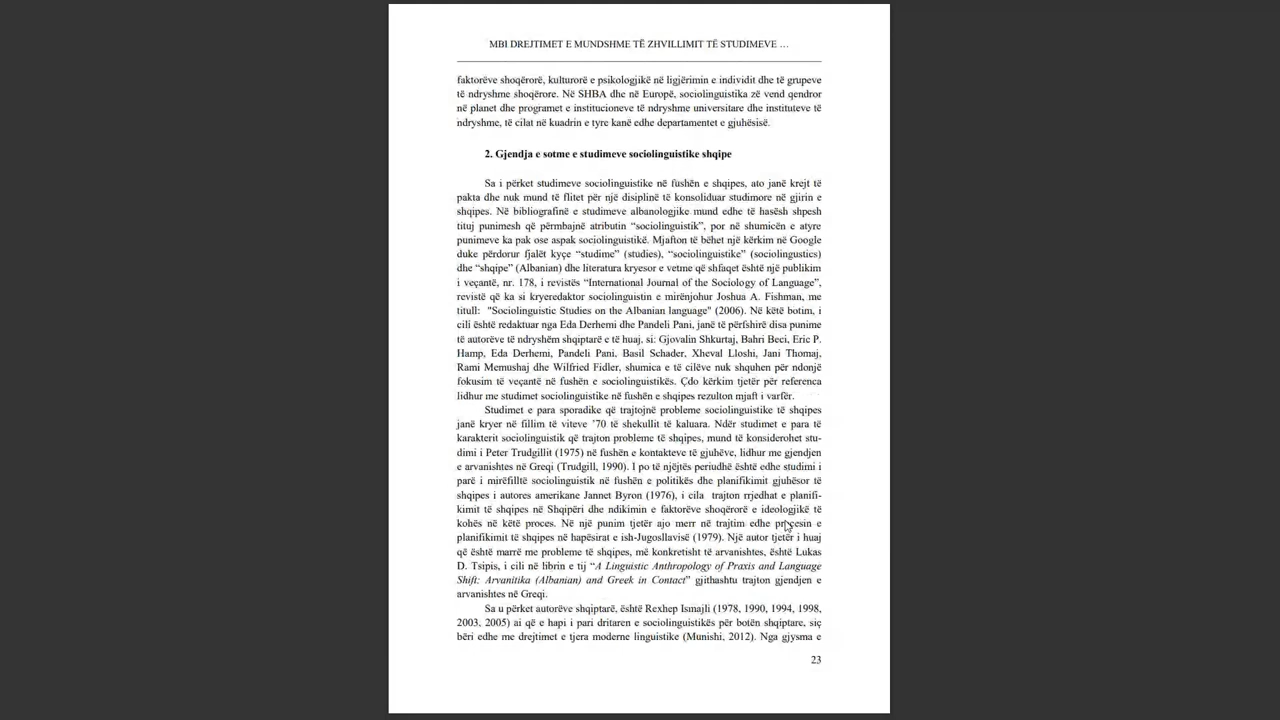 MBI DREJTIMET E MUNDSHME TË ZHVILLIMIT TË STUDIMEVE …
faktorëve shoqërorë, kulturorë e psikologjikë në ligjërimin e individit dhe të grupeve
të ndryshme shoqërore. Në SHBA dhe në Europë, sociolinguistika zë vend qendror
në planet dhe programet e institucioneve të ndryshme universitare dhe instituteve të
ndryshme, të cilat në kuadrin e tyre kanë edhe departamentet e gjuhësisë.
2. Gjendja e sotme e studimeve sociolinguistike shqipe
Sa i përket studimeve sociolinguistike në fushën e shqipes, ato janë krejt të
pakta dhe nuk mund të flitet për një disiplinë të konsoliduar studimore në gjirin e
shqipes. Në bibliografinë e studimeve albanologjike mund edhe të hasësh shpesh
tituj punimesh që përmbajnë atributin “sociolinguistik”, por në shumicën e atyre
punimeve ka pak ose aspak sociolinguistikë. Mjafton të bëhet një kërkim në Google
duke përdorur fjalët kyçe “studime” (studies), “sociolinguistike” (sociolingustics)
dhe “shqipe” (Albanian) dhe literatura kryesor e vetme që shfaqet është një publikim
i veçantë, nr. 178, i revistës “International Journal of the Sociology of Language”,
revistë që ka si kryeredaktor sociolinguistin e mirënjohur Joshua A. Fishman, me
titull: "Sociolinguistic Studies on the Albanian language" (2006). Në këtë botim, i
cili është redaktuar nga Eda Derhemi dhe Pandeli Pani, janë të përfshirë disa punime
të autorëve të ndryshëm shqiptarë e të huaj, si: Gjovalin Shkurtaj, Bahri Beci, Eric P.
Hamp, Eda Derhemi, Pandeli Pani, Basil Schader, Xheval Lloshi, Jani Thomaj,
Rami Memushaj dhe Wilfried Fidler, shumica e të cilëve nuk shquhen për ndonjë
fokusim të veçantë në fushën e sociolinguistikës. Çdo kërkim tjetër për referenca
lidhur me studimet sociolinguistike në fushën e shqipes rezulton mjaft i varfër.
Studimet e para sporadike që trajtojnë probleme sociolinguistike të shqipes
janë kryer në fillim të viteve ’70 të shekullit të kaluara. Ndër studimet e para të
karakterit sociolinguistik që trajton probleme të shqipes, mund të konsiderohet stu-
dimi i Peter Trudgillit (1975) në fushën e kontakteve të gjuhëve, lidhur me gjendjen
e arvanishtes në Greqi (Trudgill, 1990). I po të njëjtës periudhë është edhe studimi i
parë i mirëfilltë sociolinguistik në fushën e politikës dhe planifikimit gjuhësor të
shqipes i autores amerikane Jannet Byron (1976), i cila trajton rrjedhat e planifi-
kimit të shqipes në Shqipëri dhe ndikimin e faktorëve shoqërorë e ideologjikë të
kohës në këtë proces. Në një punim tjetër ajo merr në trajtim edhe procesin e
planifikimit të shqipes në hapësirat e ish-Jugosllavisë (1979). Një autor tjetër i huaj
që është marrë me probleme të shqipes, më konkretisht të arvanishtes, është Lukas
D. Tsipis, i cili në librin e tij “A Linguistic Anthropology of Praxis and Language
Shift: Arvanitika (Albanian) and Greek in Contact” gjithashtu trajton gjendjen e
arvanishtes në Greqi.
Sa u përket autorëve shqiptarë, është Rexhep Ismajli (1978, 1990, 1994, 1998,
2003, 2005) ai që e hapi i pari dritaren e sociolinguistikës për botën shqiptare, siç
bëri edhe me drejtimet e tjera moderne linguistike (Munishi, 2012). Nga gjysma e
23